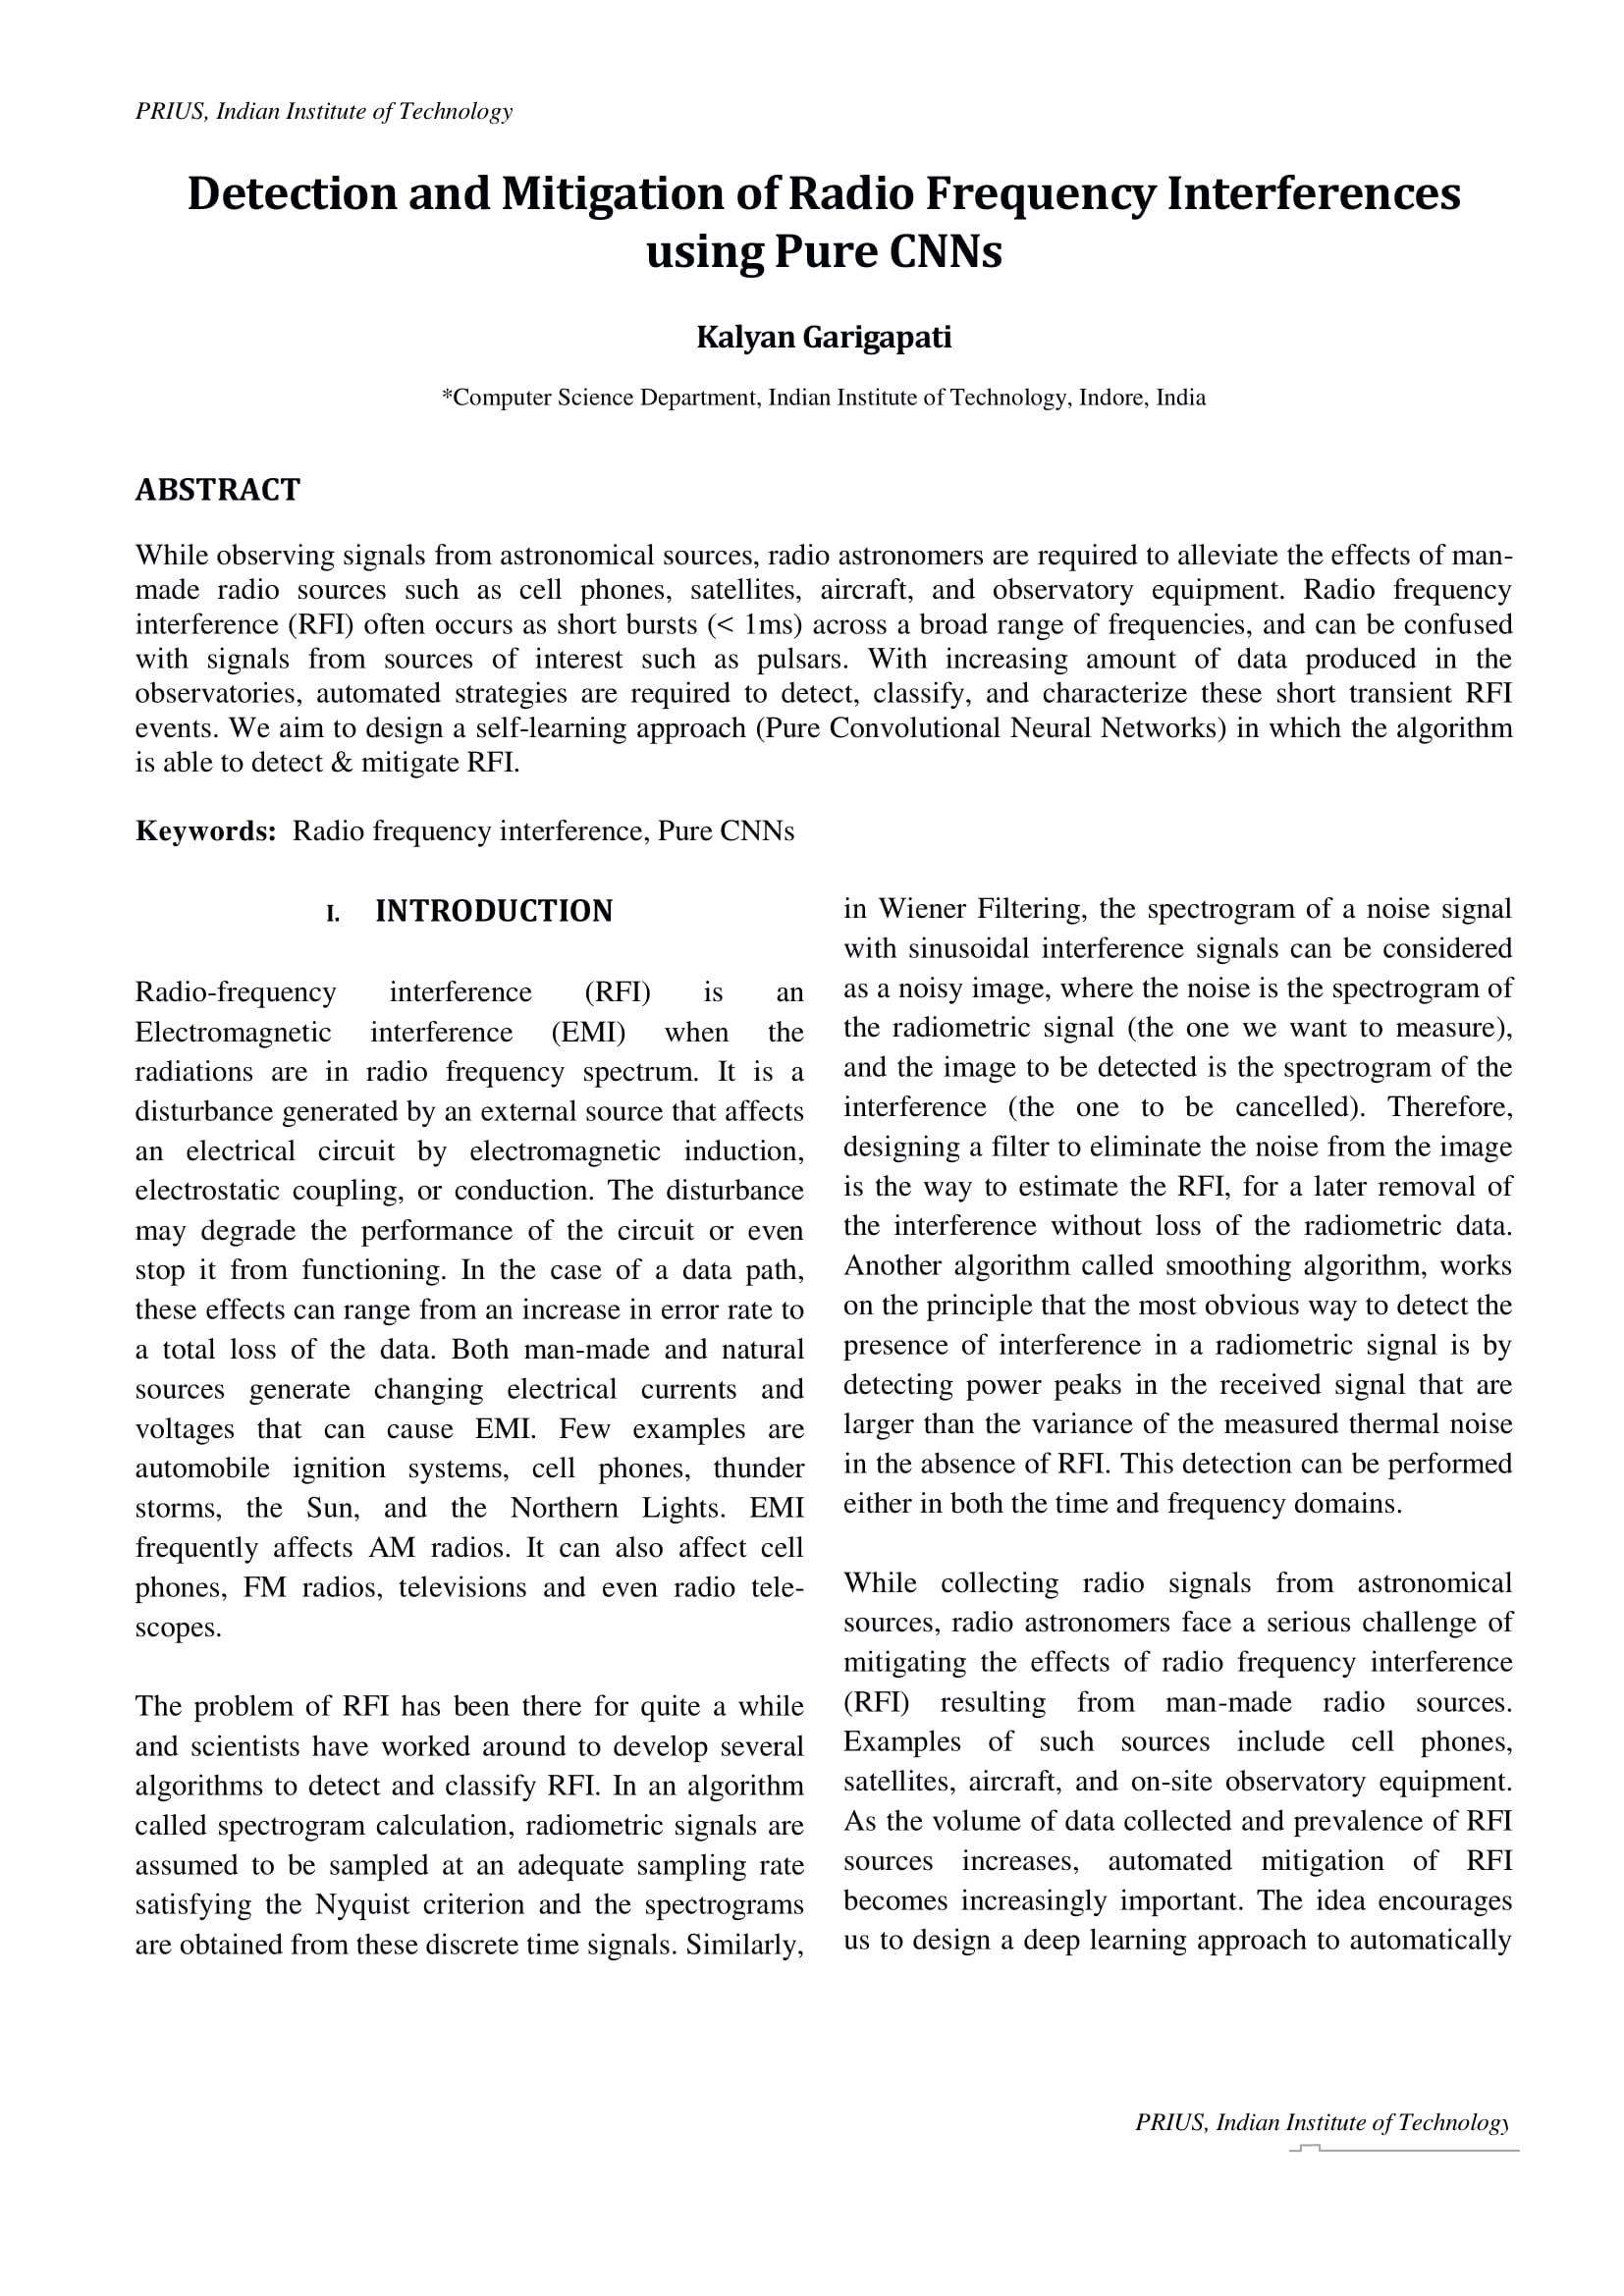 PRIUS, Indian Institute of Technology
Detection and Mitigation of Radio Frequency Interferences
using Pure CNNs
Kalyan Garigapati
*Computer Science Department, Indian Institute of Technology, Indore, India
ABSTRACT
While observing signals from astronomical sources, radio astronomers are required to alleviate the effects of man-
made radio sources such as cell phones, satellites, aircraft, and observatory equipment. Radio frequency
interference (RFI) often occurs as short bursts (< 1ms) across a broad range of frequencies, and can be confused
with signals from sources of interest such as pulsars. With increasing amount of data produced in the
observatories, automated strategies are required to detect, classify, and characterize these short transient RFI
events. We aim to design a self-learning approach (Pure Convolutional Neural Networks) in which the algorithm
is able to detect & mitigate RFI.
Keywords: Radio frequency interference, Pure CNNs
I. INTRODUCTION
Radio-frequency interference (RFI) is an
Electromagnetic interference (EMI) when the
radiations are in radio frequency spectrum. It is a
disturbance generated by an external source that affects
an electrical circuit by electromagnetic induction,
electrostatic coupling, or conduction. The disturbance
may degrade the performance of the circuit or even
stop it from functioning. In the case of a data path,
these effects can range from an increase in error rate to
a total loss of the data. Both man-made and natural
sources generate changing electrical currents and
voltages that can cause EMI. Few examples are
automobile ignition systems, cell phones, thunder
storms, the Sun, and the Northern Lights. EMI
frequently affects AM radios. It can also affect cell
phones, FM radios, televisions and even radio tele-
scopes.
The problem of RFI has been there for quite a while
and scientists have worked around to develop several
algorithms to detect and classify RFI. In an algorithm
called spectrogram calculation, radiometric signals are
assumed to be sampled at an adequate sampling rate
satisfying the Nyquist criterion and the spectrograms
are obtained from these discrete time signals. Similarly,
in Wiener Filtering, the spectrogram of a noise signal
with sinusoidal interference signals can be considered
as a noisy image, where the noise is the spectrogram of
the radiometric signal (the one we want to measure),
and the image to be detected is the spectrogram of the
interference (the one to be cancelled). Therefore,
designing a filter to eliminate the noise from the image
is the way to estimate the RFI, for a later removal of
the interference without loss of the radiometric data.
Another algorithm called smoothing algorithm, works
on the principle that the most obvious way to detect the
presence of interference in a radiometric signal is by
detecting power peaks in the received signal that are
larger than the variance of the measured thermal noise
in the absence of RFI. This detection can be performed
either in both the time and frequency domains.
While collecting radio signals from astronomical
sources, radio astronomers face a serious challenge of
mitigating the effects of radio frequency interference
(RFI) resulting from man-made radio sources.
Examples of such sources include cell phones,
satellites, aircraft, and on-site observatory equipment.
As the volume of data collected and prevalence of RFI
sources increases, automated mitigation of RFI
becomes increasingly important. The idea encourages
us to design a deep learning approach to automatically
PRIUS, Indian Institute of Technology